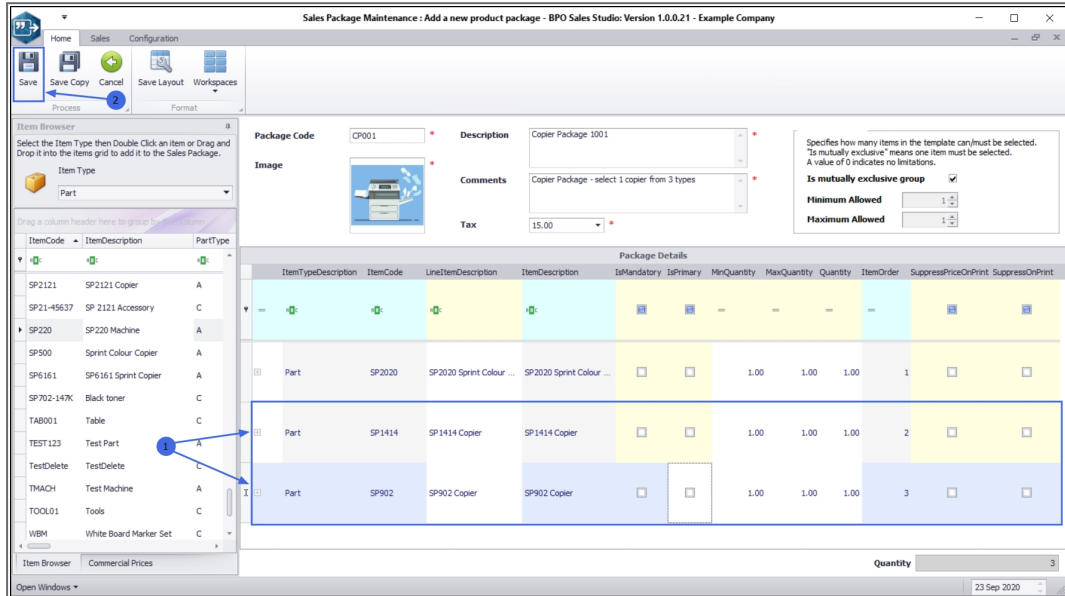 Sales Package Maintenance : Add a new product package - BPO Sales Studio: Version 1.0.0.21 - Example Company
Home Sales Configuration
Save Save Copy Cancel Save Layout Workspaces
2
Process Format
Item Browser
Select the Item Type then Double Click an item or Drag and
Drop it into the items grid to add it to the Sales Package.
Item Type
Part
Drag a column header here to group by that column
ItemCode ItemDescription PartType
SP2121 SP2121 Copier A
SP21-45637 SP 2121 Accessory C
SP220 SP220 Machine A
SP500 Sprint Colour Copier A
SP6161 SP6161 Sprint Copier A
SP702-147K Black toner C
TAB001 Table C
TEST123 Test Part A
TestDelete TestDelete C
TMACH Test Machine A
TOOL01 Tools C
WBM White Board Marker Set C
Item Browser Commercial Prices
Package Code CP001 *
Image *
Description Copier Package 1001 *
Comments Copier Package - select 1 copier from 3 types *
Tax 15.00 *
Specifies how many items in the template can/must be selected.
"Is mutually exclusive" means one item must be selected.
A value of 0 indicates no limitations.
Is mutually exclusive group
Minimum Allowed 1
Maximum Allowed 1
Package Details
ItemTypeDescription ItemCode LineItemDescription ItemDescription IsMandatory IsPrimary MinQuantity MaxQuantity Quantity ItemOrder SuppressPriceOnPrint SuppressOnPrint
= = = = =
Part SP2020 SP2020 Sprint Colour ... SP2020 Sprint Colour ... 1.00 1.00 1.00 1
Part SP1414 SP1414 Copier SP1414 Copier 1.00 1.00 1.00 2
1
Part SP902 SP902 Copier SP902 Copier 1.00 1.00 1.00 3
Quantity 3
Open Windows 23 Sep 2020